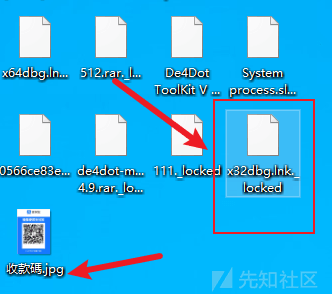 x64dbg.ln...
512.rar._l...
De4Dot
ToolKit V ...
System
process.sl...
0566ce83e...
de4dot-m...
4.9.rar._lo...
111._locked
x32dbg.lnk._
locked
收款碼.jpg
先知社区